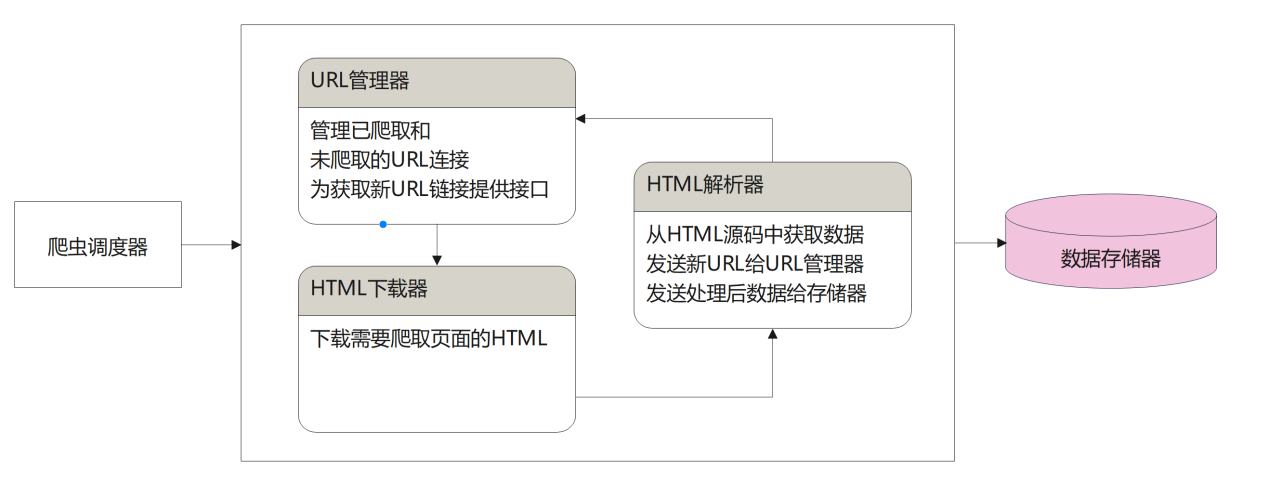 URL管理器
管理已爬取和
未爬取的URL连接
为获取新URL链接提供接口
HTML解析器
从HTML源码中获取数据
发送新URL给URL管理器
发送处理后数据给存储器
爬虫调度器
数据存储器
HTML下载器
下载需要爬取页面的HTML